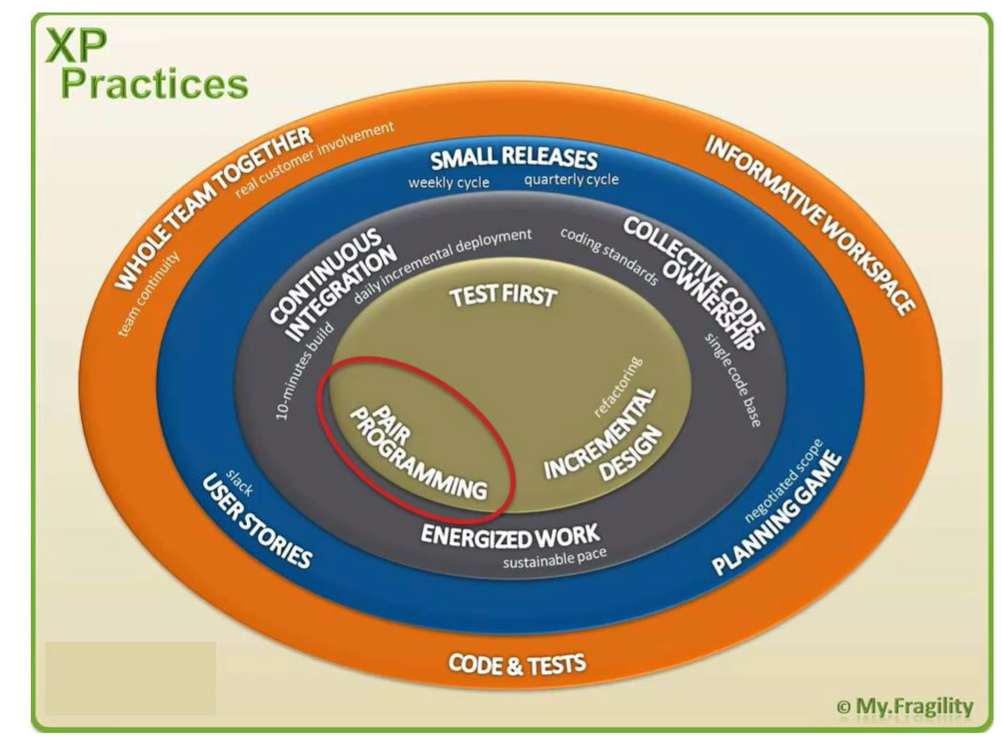 XP
Practices
WHOLE TEAM TOGETHER
real customer involvement
team continuity
INFORMATIVE WORKSPACE
SMALL RELEASES
weekly cycle
quarterly cycle
CONTINUOUS
INTEGRATION
daily incremental deployment
10-minutes build
coding standards
COLLECTIVE CODE
OWNERSHIP
single code base
TEST FIRST
refactoring
INCREMENTAL
DESIGN
PAIR
PROGRAMMING
ENERGIZED WORK
sustainable pace
slack
USER STORIES
negotiated scope
PLANNING GAME
CODE & TESTS
© My.Fragility